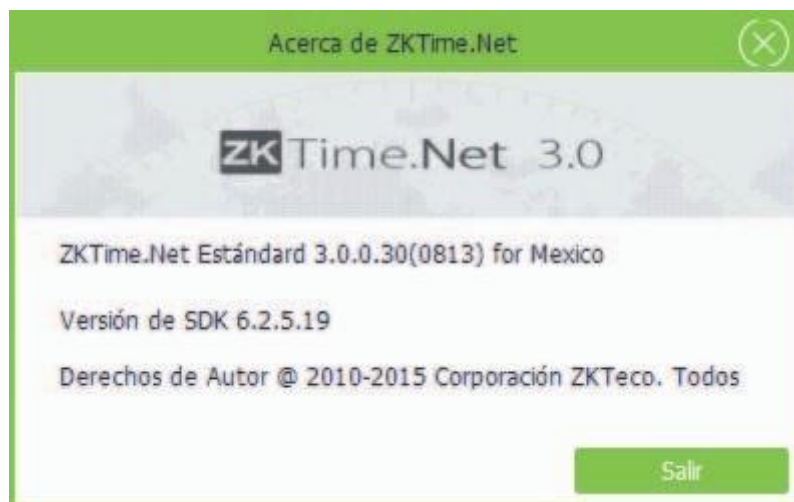 Acerca de ZKTime.Net
ZKTime.Net 3.0
ZKTime.Net Estándard 3.0.0.30(0813) for Mexico
Versión de SDK 6.2.5.19
Derechos de Autor @ 2010-2015 Corporación ZKTeco. Todos
Salir